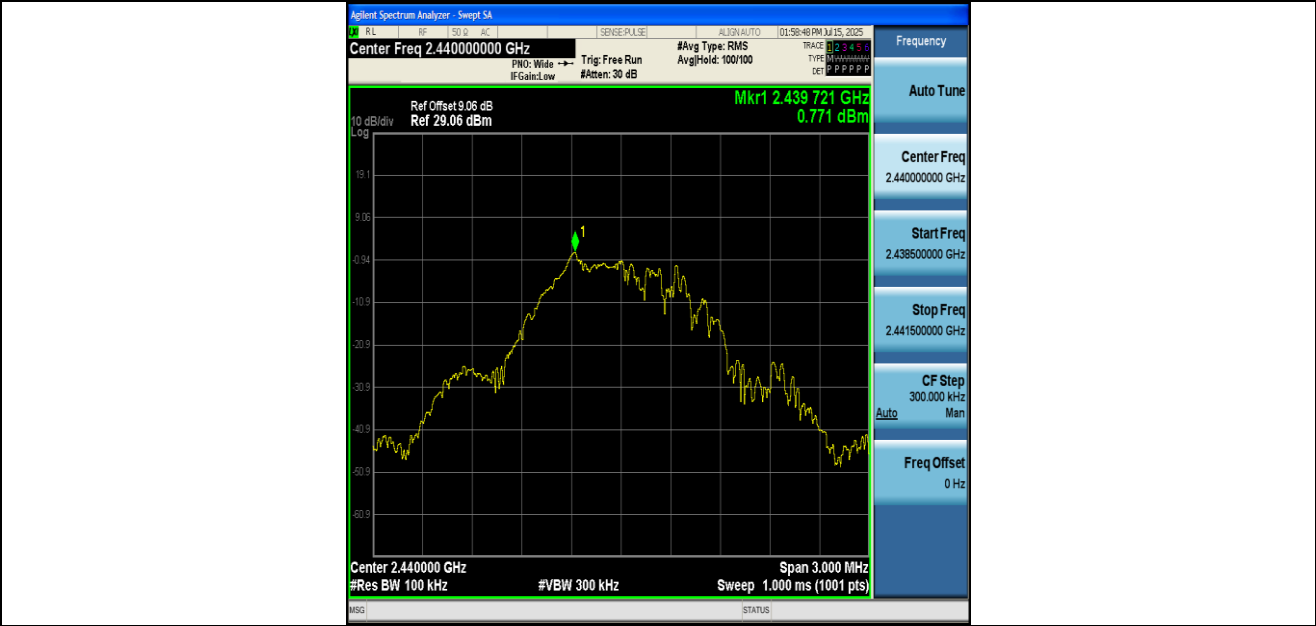 Agilent Spectrum Analyzer - Swept SA
RL RF 50 Ω AC SENSE:PULSE ALIGN AUTO 01:58:48 PM Jul 15, 2025
Center Freq 2.440000000 GHz
PNO: Wide
IFGain:Low
Trig: Free Run
#Atten: 30 dB
#Avg Type: RMS
Avg|Hold: 100/100
TRACE 1 2 3 4 5 6
TYPE M
DET P P P P P P
Mkr1 2.439 721 GHz
0.771 dBm
Ref Offset 9.06 dB
10 dB/div Ref 29.06 dBm
Log
19.1
9.06
1
-0.94
-10.9
-20.9
-30.9
-40.9
-50.9
-60.9
Center 2.440000 GHz Span 3.000 MHz
#Res BW 100 kHz #VBW 300 kHz Sweep 1.000 ms (1001 pts)
MSG STATUS
Frequency
Auto Tune
Center Freq
2.440000000 GHz
Start Freq
2.438500000 GHz
Stop Freq
2.441500000 GHz
CF Step
300.000 kHz
Auto Man
Freq Offset
0 Hz